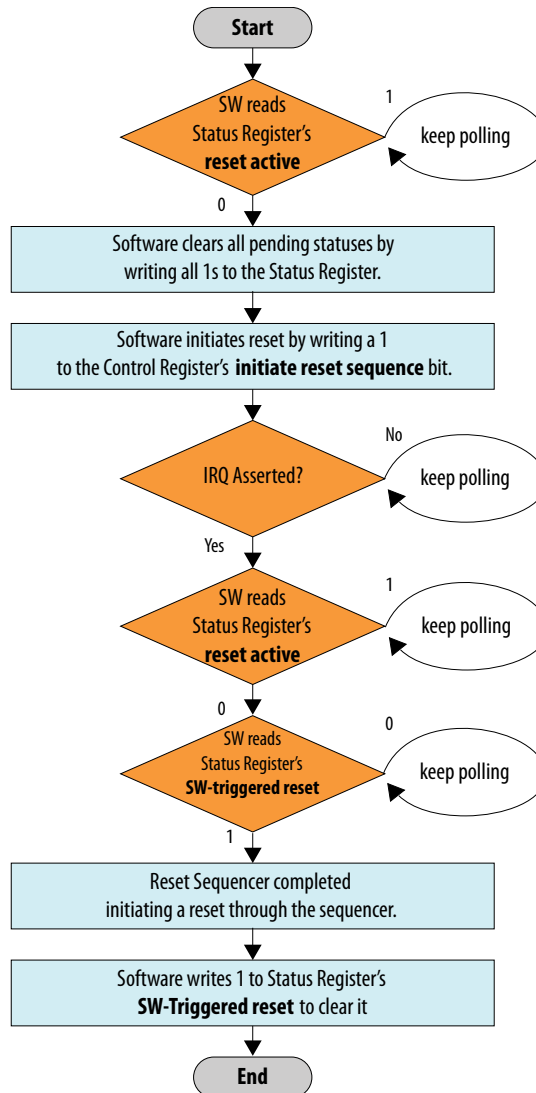 Start
SW reads
Status Register's
reset active
1
keep polling
0
Software clears all pending statuses by
writing all 1s to the Status Register.
Software initiates reset by writing a 1
to the Control Register's initiate reset sequence bit.
IRQ Asserted?
No
keep polling
Yes
SW reads
Status Register's
reset active
1
keep polling
0
SW reads
Status Register's
SW-triggered reset
0
keep polling
1
Reset Sequencer completed
initiating a reset through the sequencer.
Software writes 1 to Status Register's
SW-Triggered reset to clear it
End